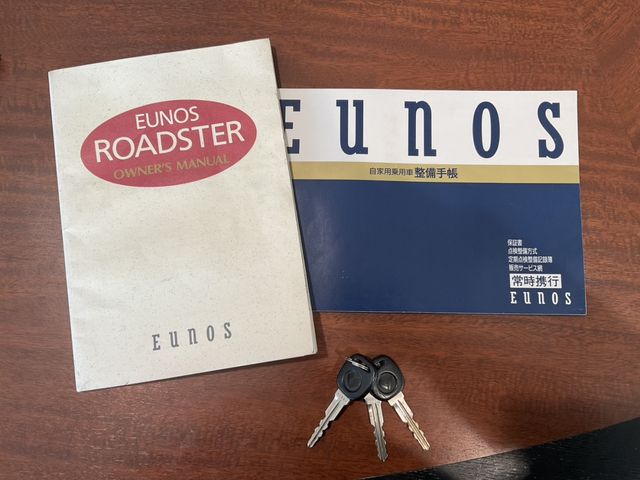 EUNOS
ROADSTER
OWNER'S MANUAL
EUNOS
EUNOS
自家用乗用車 整備手帳
保証書
点検整備方式
定期点検整備記録簿
販売サービス網
常時携行
EUNOS